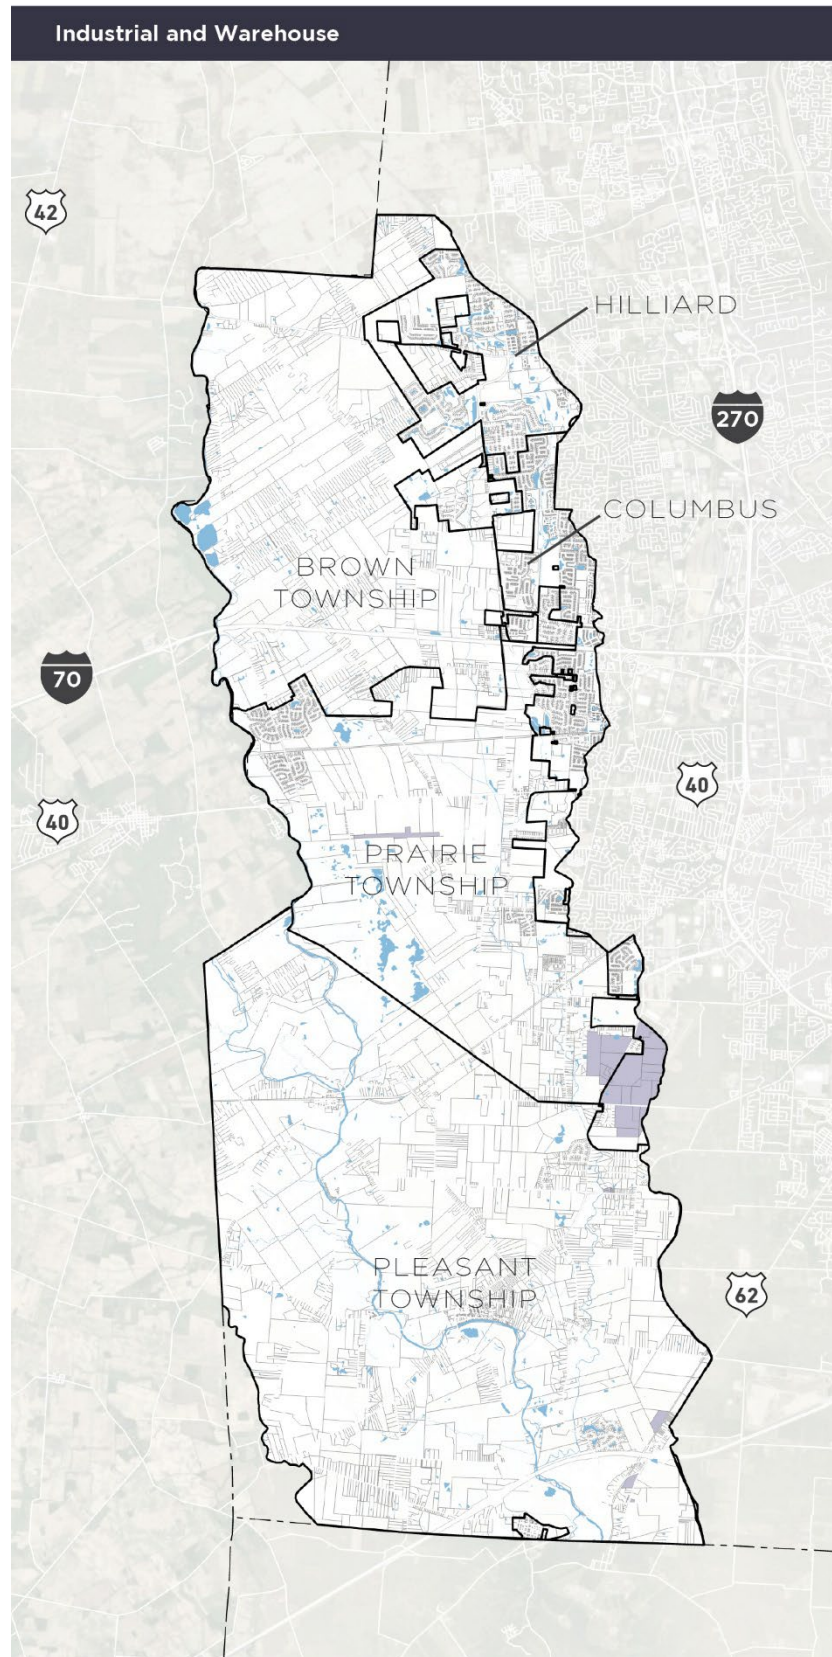 Industrial and Warehouse
42
HILLIARD
270
COLUMBUS
BROWN
TOWNSHIP
70
40
40
PRAIRIE
TOWNSHIP
PLEASANT
TOWNSHIP
62